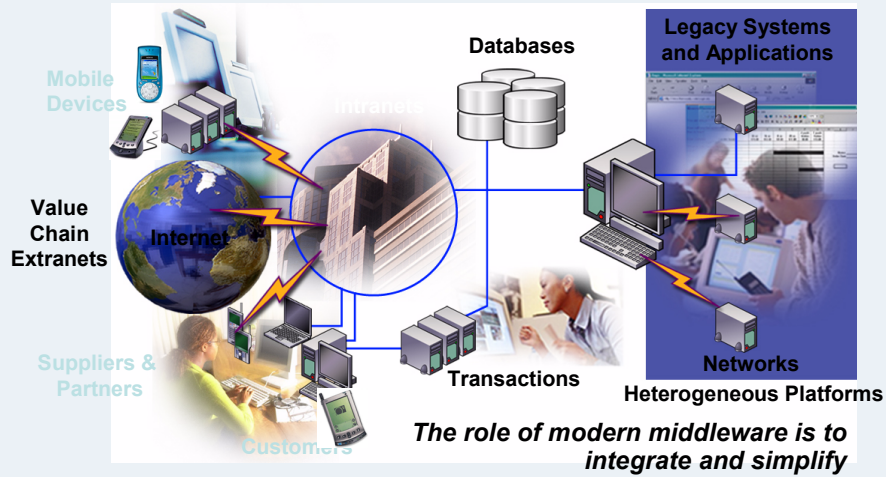 Mobile
Devices
Intranets
Databases
Legacy Systems
and Applications
Value
Chain
Extranets
Internet
Suppliers &
Partners
Transactions
Networks
Heterogeneous Platforms
Customers
The role of modern middleware is to
integrate and simplify